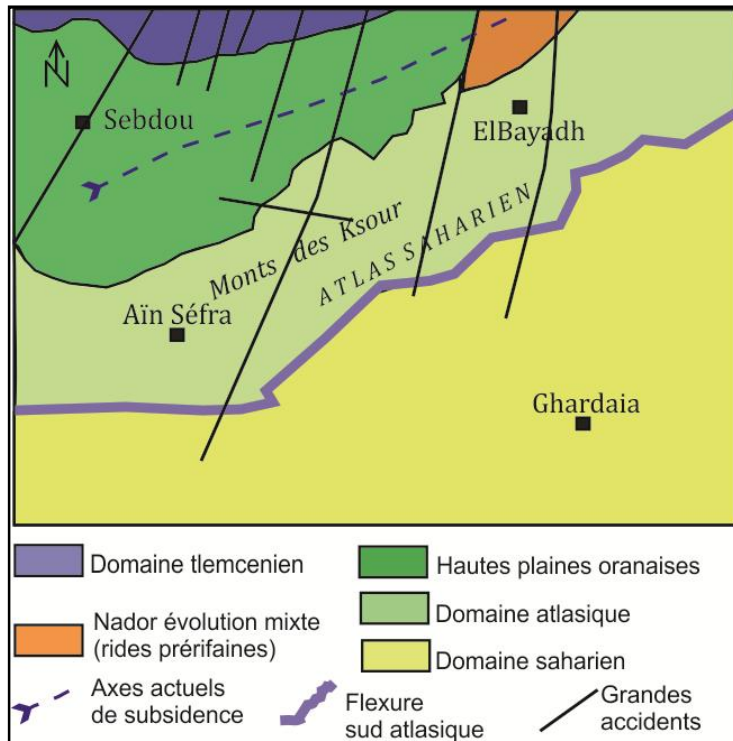 N
Sebdou
ElBayadh
Monts des Ksour
ATLAS SAHARIEN
Aïn Séfra
Ghardaia
Domaine tlemcenien
Hautes plaines oranaises
Nador évolution mixte
(rides prérifaines)
Domaine atlasique
Domaine saharien
Axes actuels
de subsidence
Flexure
sud atlasique
Grandes
accidents